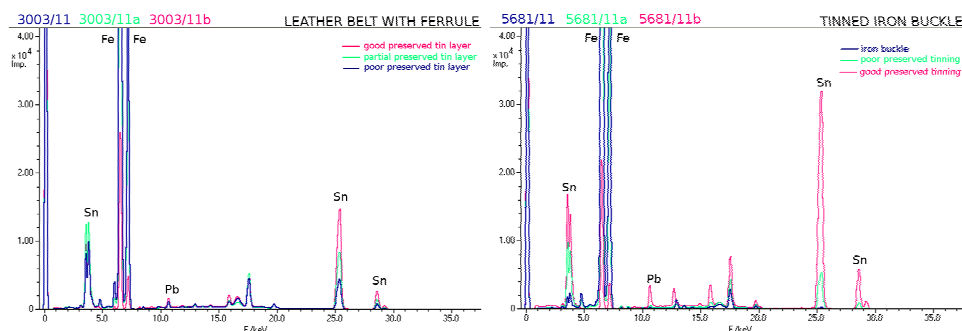 3003/11 3003/11a 3003/11b LEATHER BELT WITH FERRULE
4.00
x 10⁴
Imp.
Fe Fe
good preserved tin layer
partial preserved tin layer
poor preserved tin layer
3.00
2.00
Sn
Sn
1.00
Pb
Sn
0.0 5.0 10.0 15.0 20.0 25.0 30.0 35.0
E/keV
5681/11 5681/11a 5681/11b TINNED IRON BUCKLE
4.00
x 10⁴
Imp.
Fe Fe
iron buckle
poor preserved tinning
good preserved tinning
Sn
3.00
2.00
Sn
1.00
Pb
Sn
0.0 5.0 10.0 15.0 20.0 25.0 30.0 35.0
E/keV